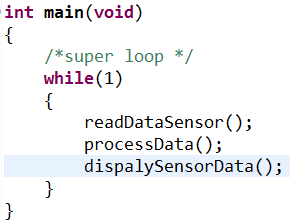 int main(void)
{
    /*super loop */
    while(1)
    {
        readDataSensor();
        processData();
        dispalySensorData();
    }
}